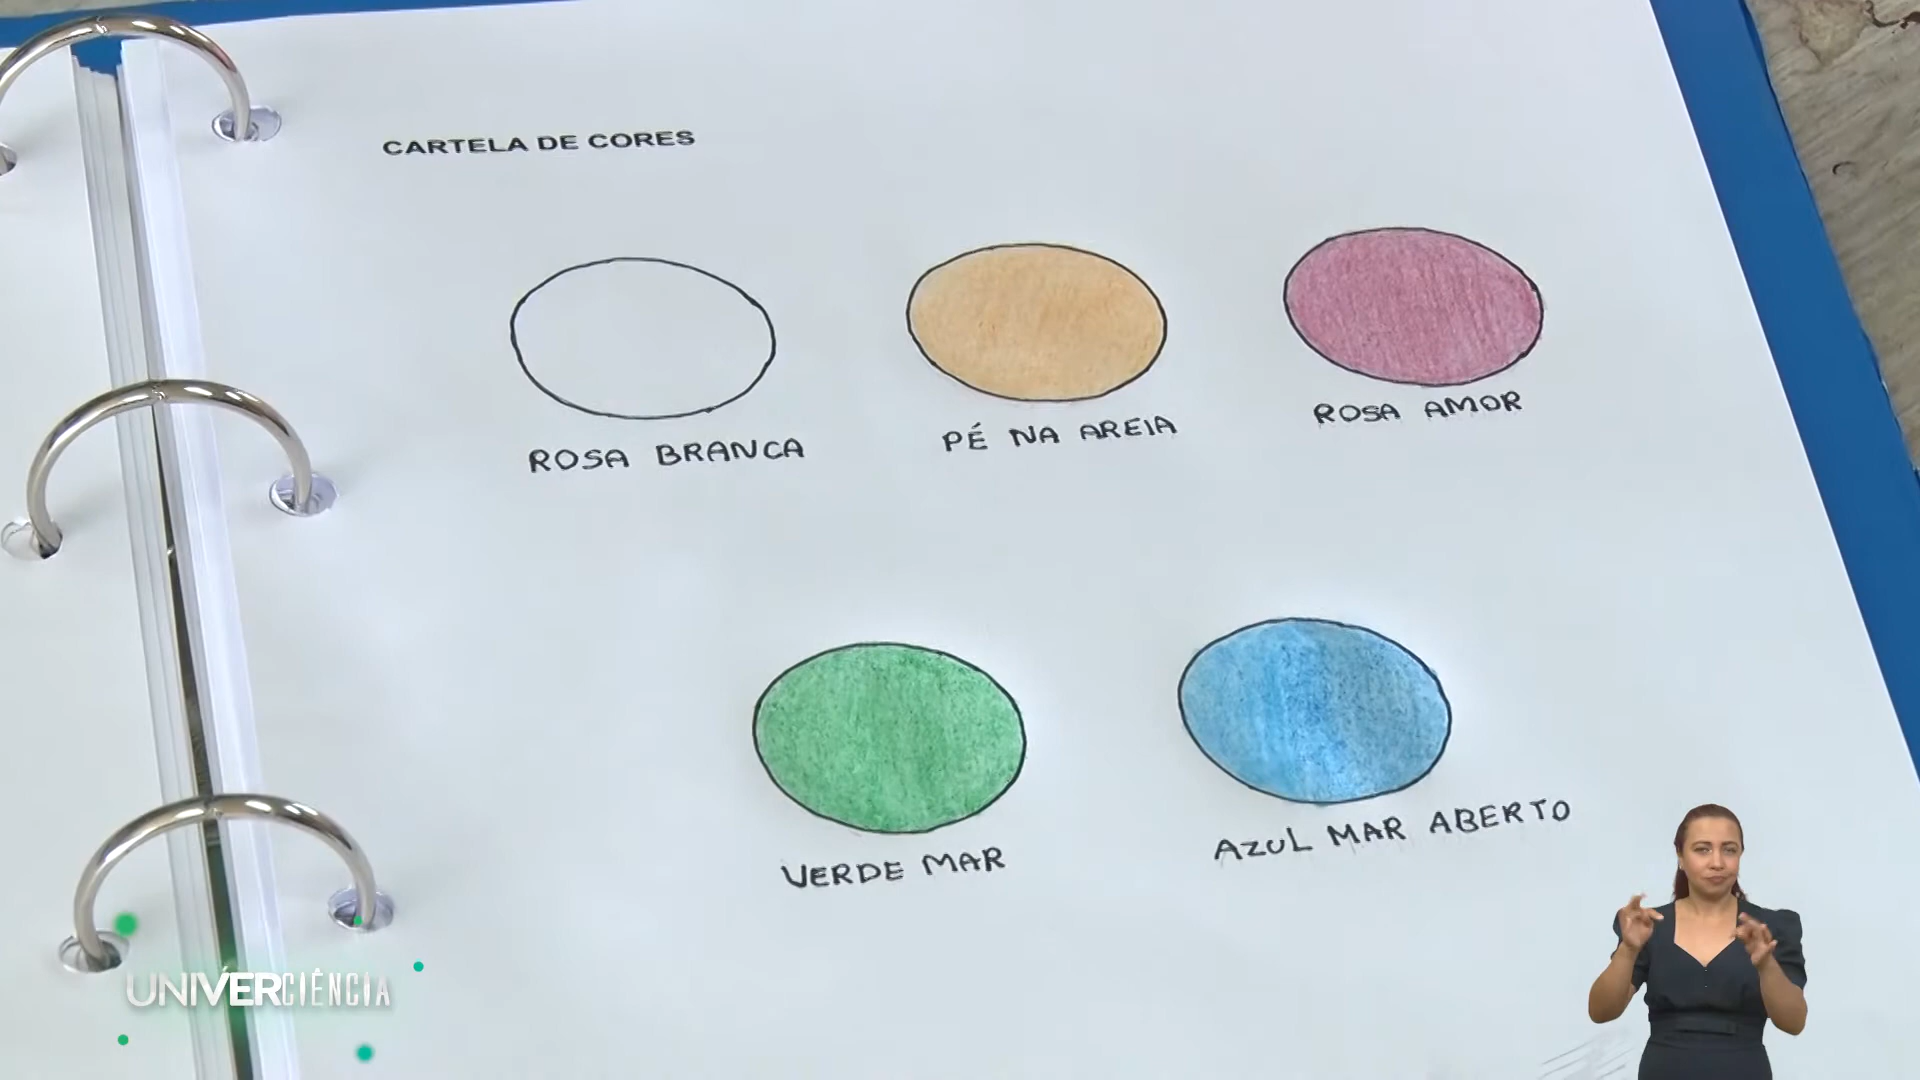 CARTELA DE CORES
ROSA BRANCA
PÉ NA AREIA
ROSA AMOR
VERDE MAR
AZUL MAR ABERTO
UNIVERCIÊNCIA